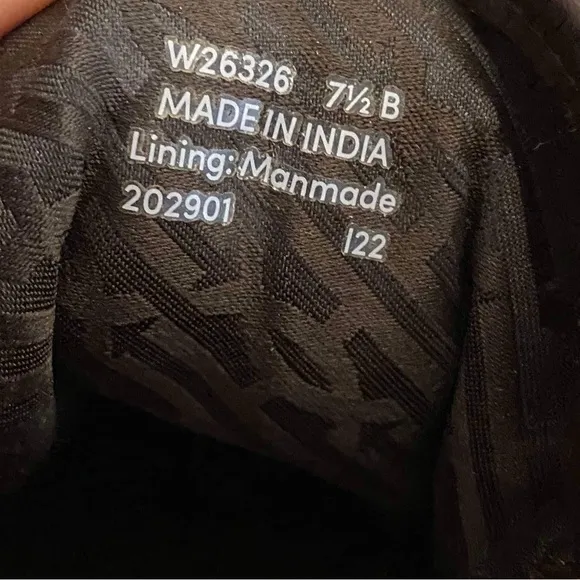 W26326 7½ B
MADE IN INDIA
Lining: Manmade
202901 I22